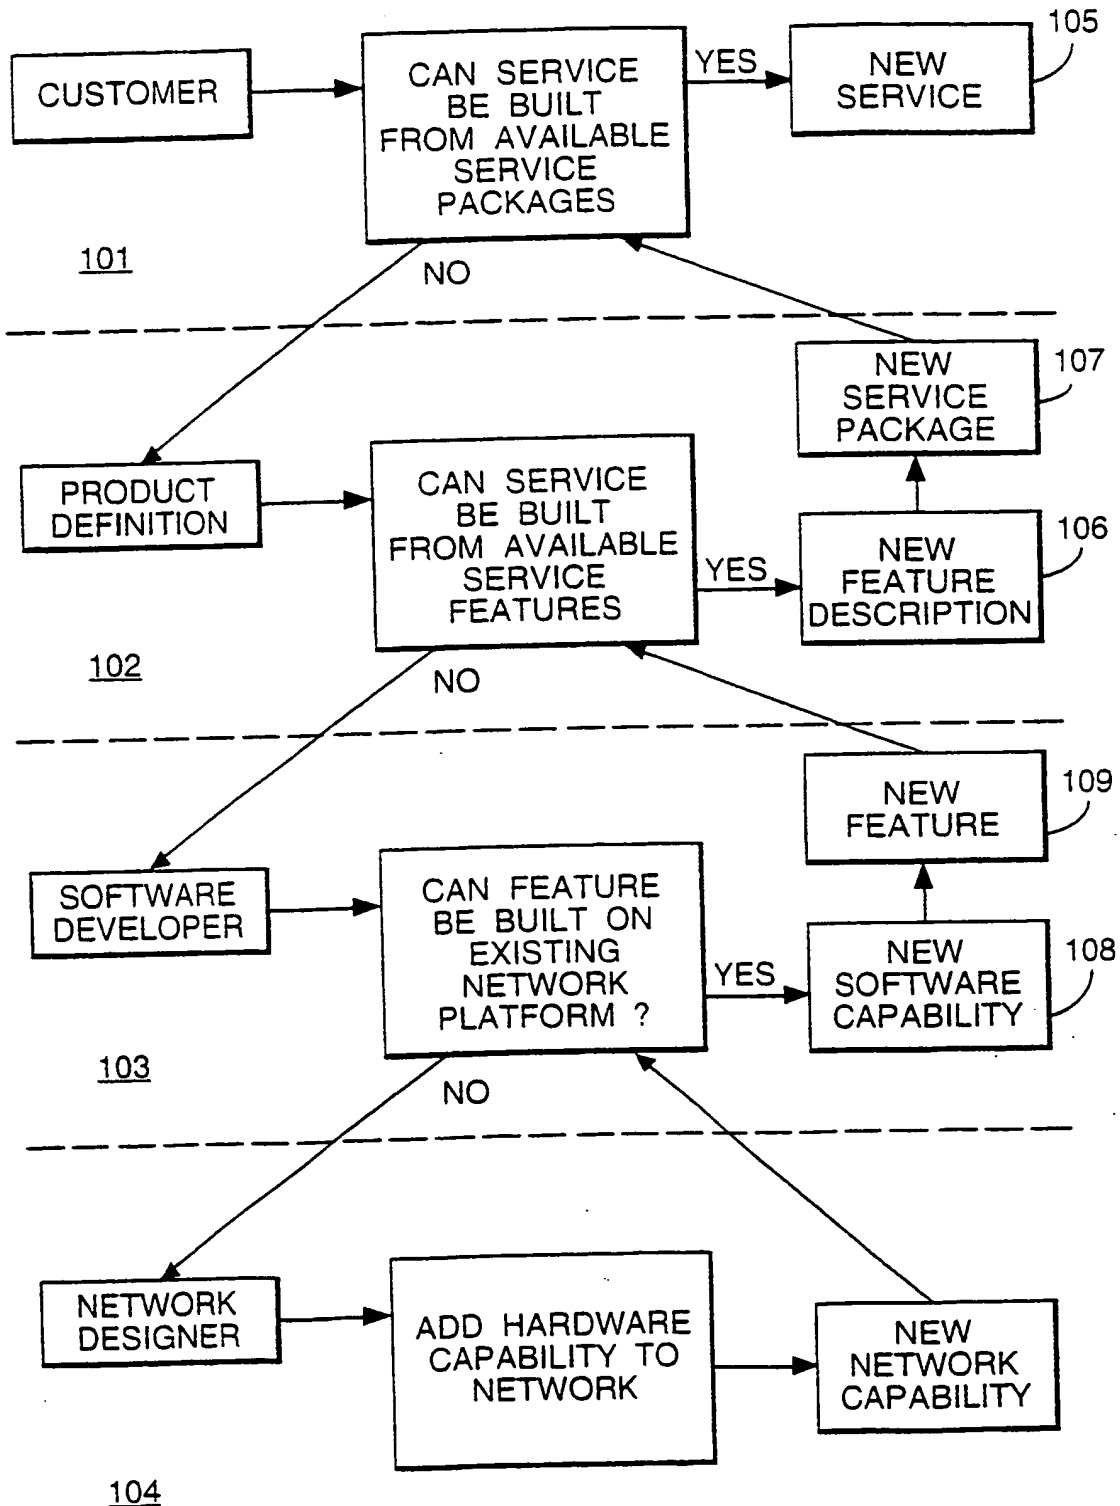 CUSTOMER
CAN SERVICE
BE BUILT
FROM AVAILABLE
SERVICE
PACKAGES
YES
NEW
SERVICE
105
101
NO
NEW
SERVICE
PACKAGE
107
PRODUCT
DEFINITION
CAN SERVICE
BE BUILT
FROM AVAILABLE
SERVICE
FEATURES
YES
NEW
FEATURE
DESCRIPTION
106
102
NO
NEW
FEATURE
109
SOFTWARE
DEVELOPER
CAN FEATURE
BE BUILT ON
EXISTING
NETWORK
PLATFORM ?
YES
NEW
SOFTWARE
CAPABILITY
108
103
NO
NETWORK
DESIGNER
ADD HARDWARE
CAPABILITY TO
NETWORK
NEW
NETWORK
CAPABILITY
104